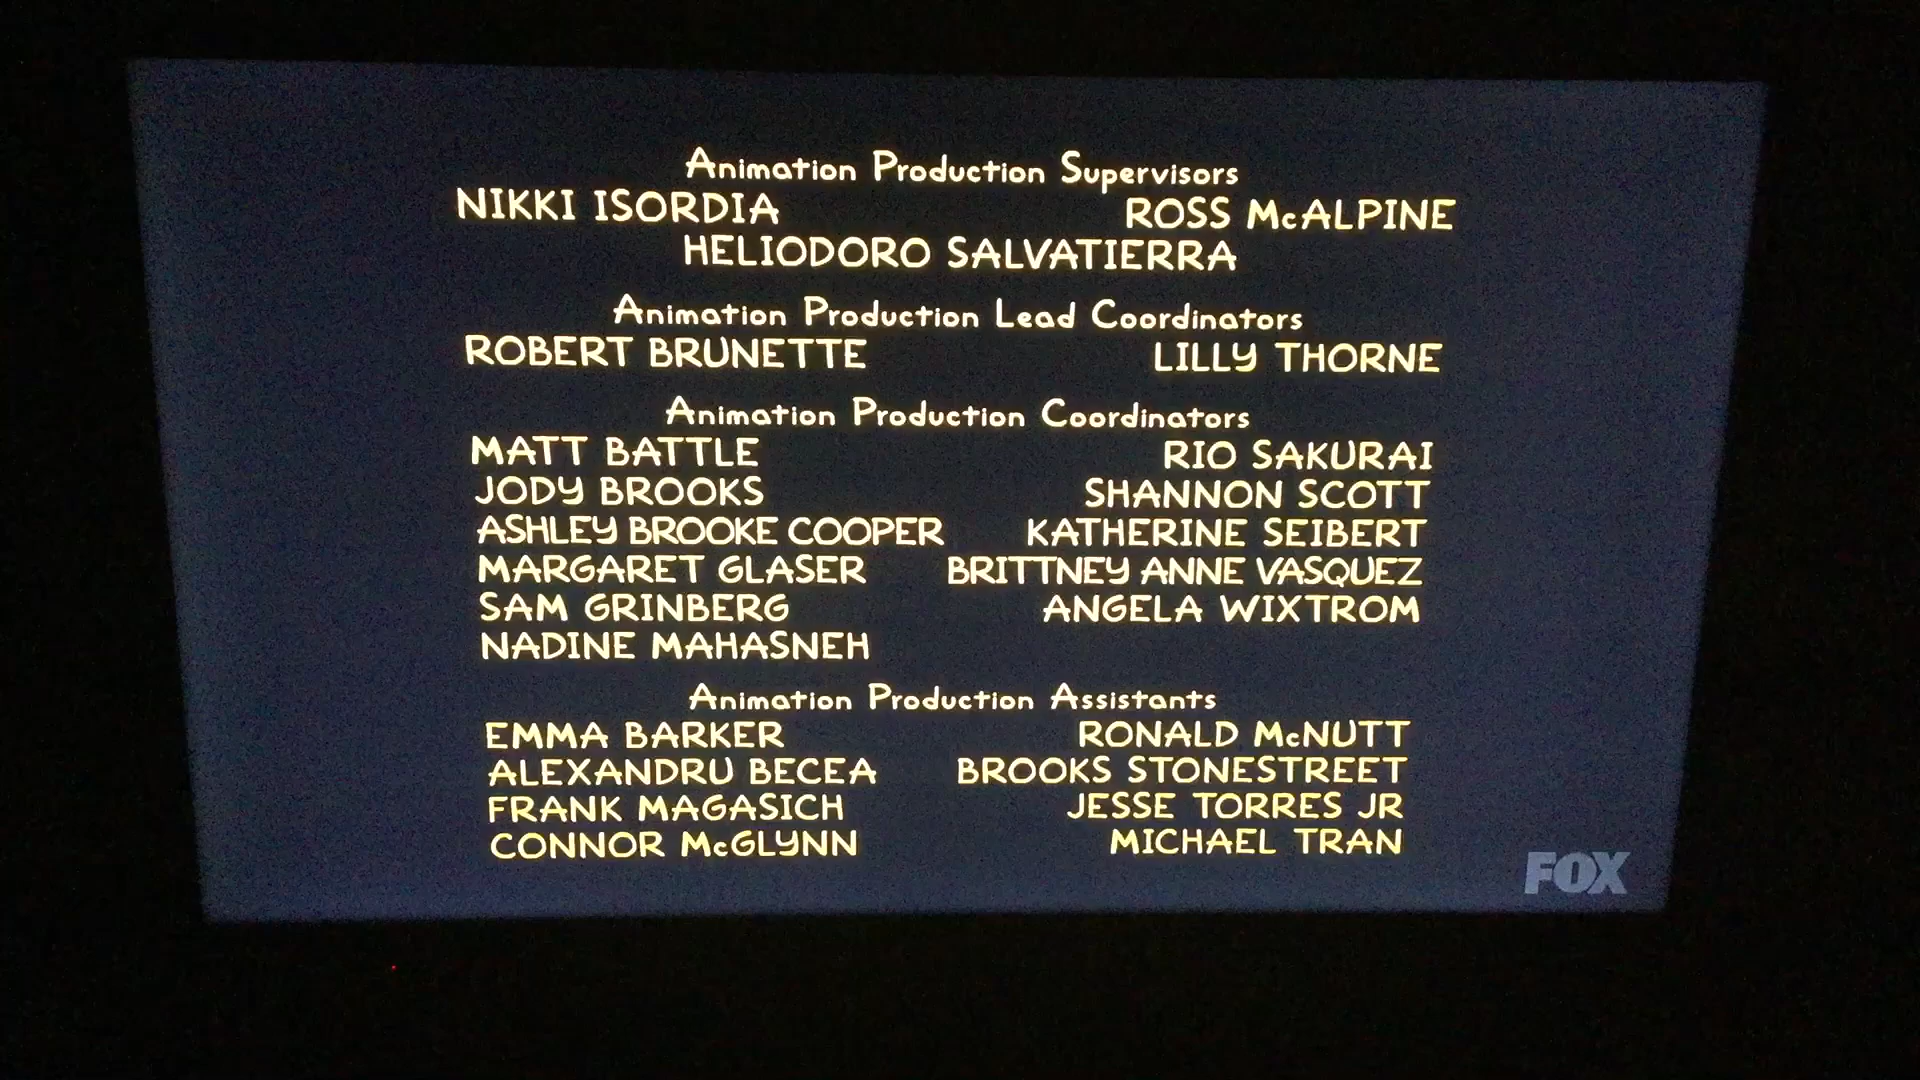 Animation Production Supervisors
NIKKI ISORDIA ROSS McALPINE
HELIODORO SALVATIERRA
Animation Production Lead Coordinators
ROBERT BRUNETTE LILLY THORNE
Animation Production Coordinators
MATT BATTLE RIO SAKURAI
JODY BROOKS SHANNON SCOTT
ASHLEY BROOKE COOPER KATHERINE SEIBERT
MARGARET GLASER BRITTNEY ANNE VASQUEZ
SAM GRINBERG ANGELA WIXTROM
NADINE MAHASNEH
Animation Production Assistants
EMMA BARKER RONALD McNUTT
ALEXANDRU BECEA BROOKS STONESTREET
FRANK MAGASICH JESSE TORRES JR
CONNOR McGLYNN MICHAEL TRAN
FOX